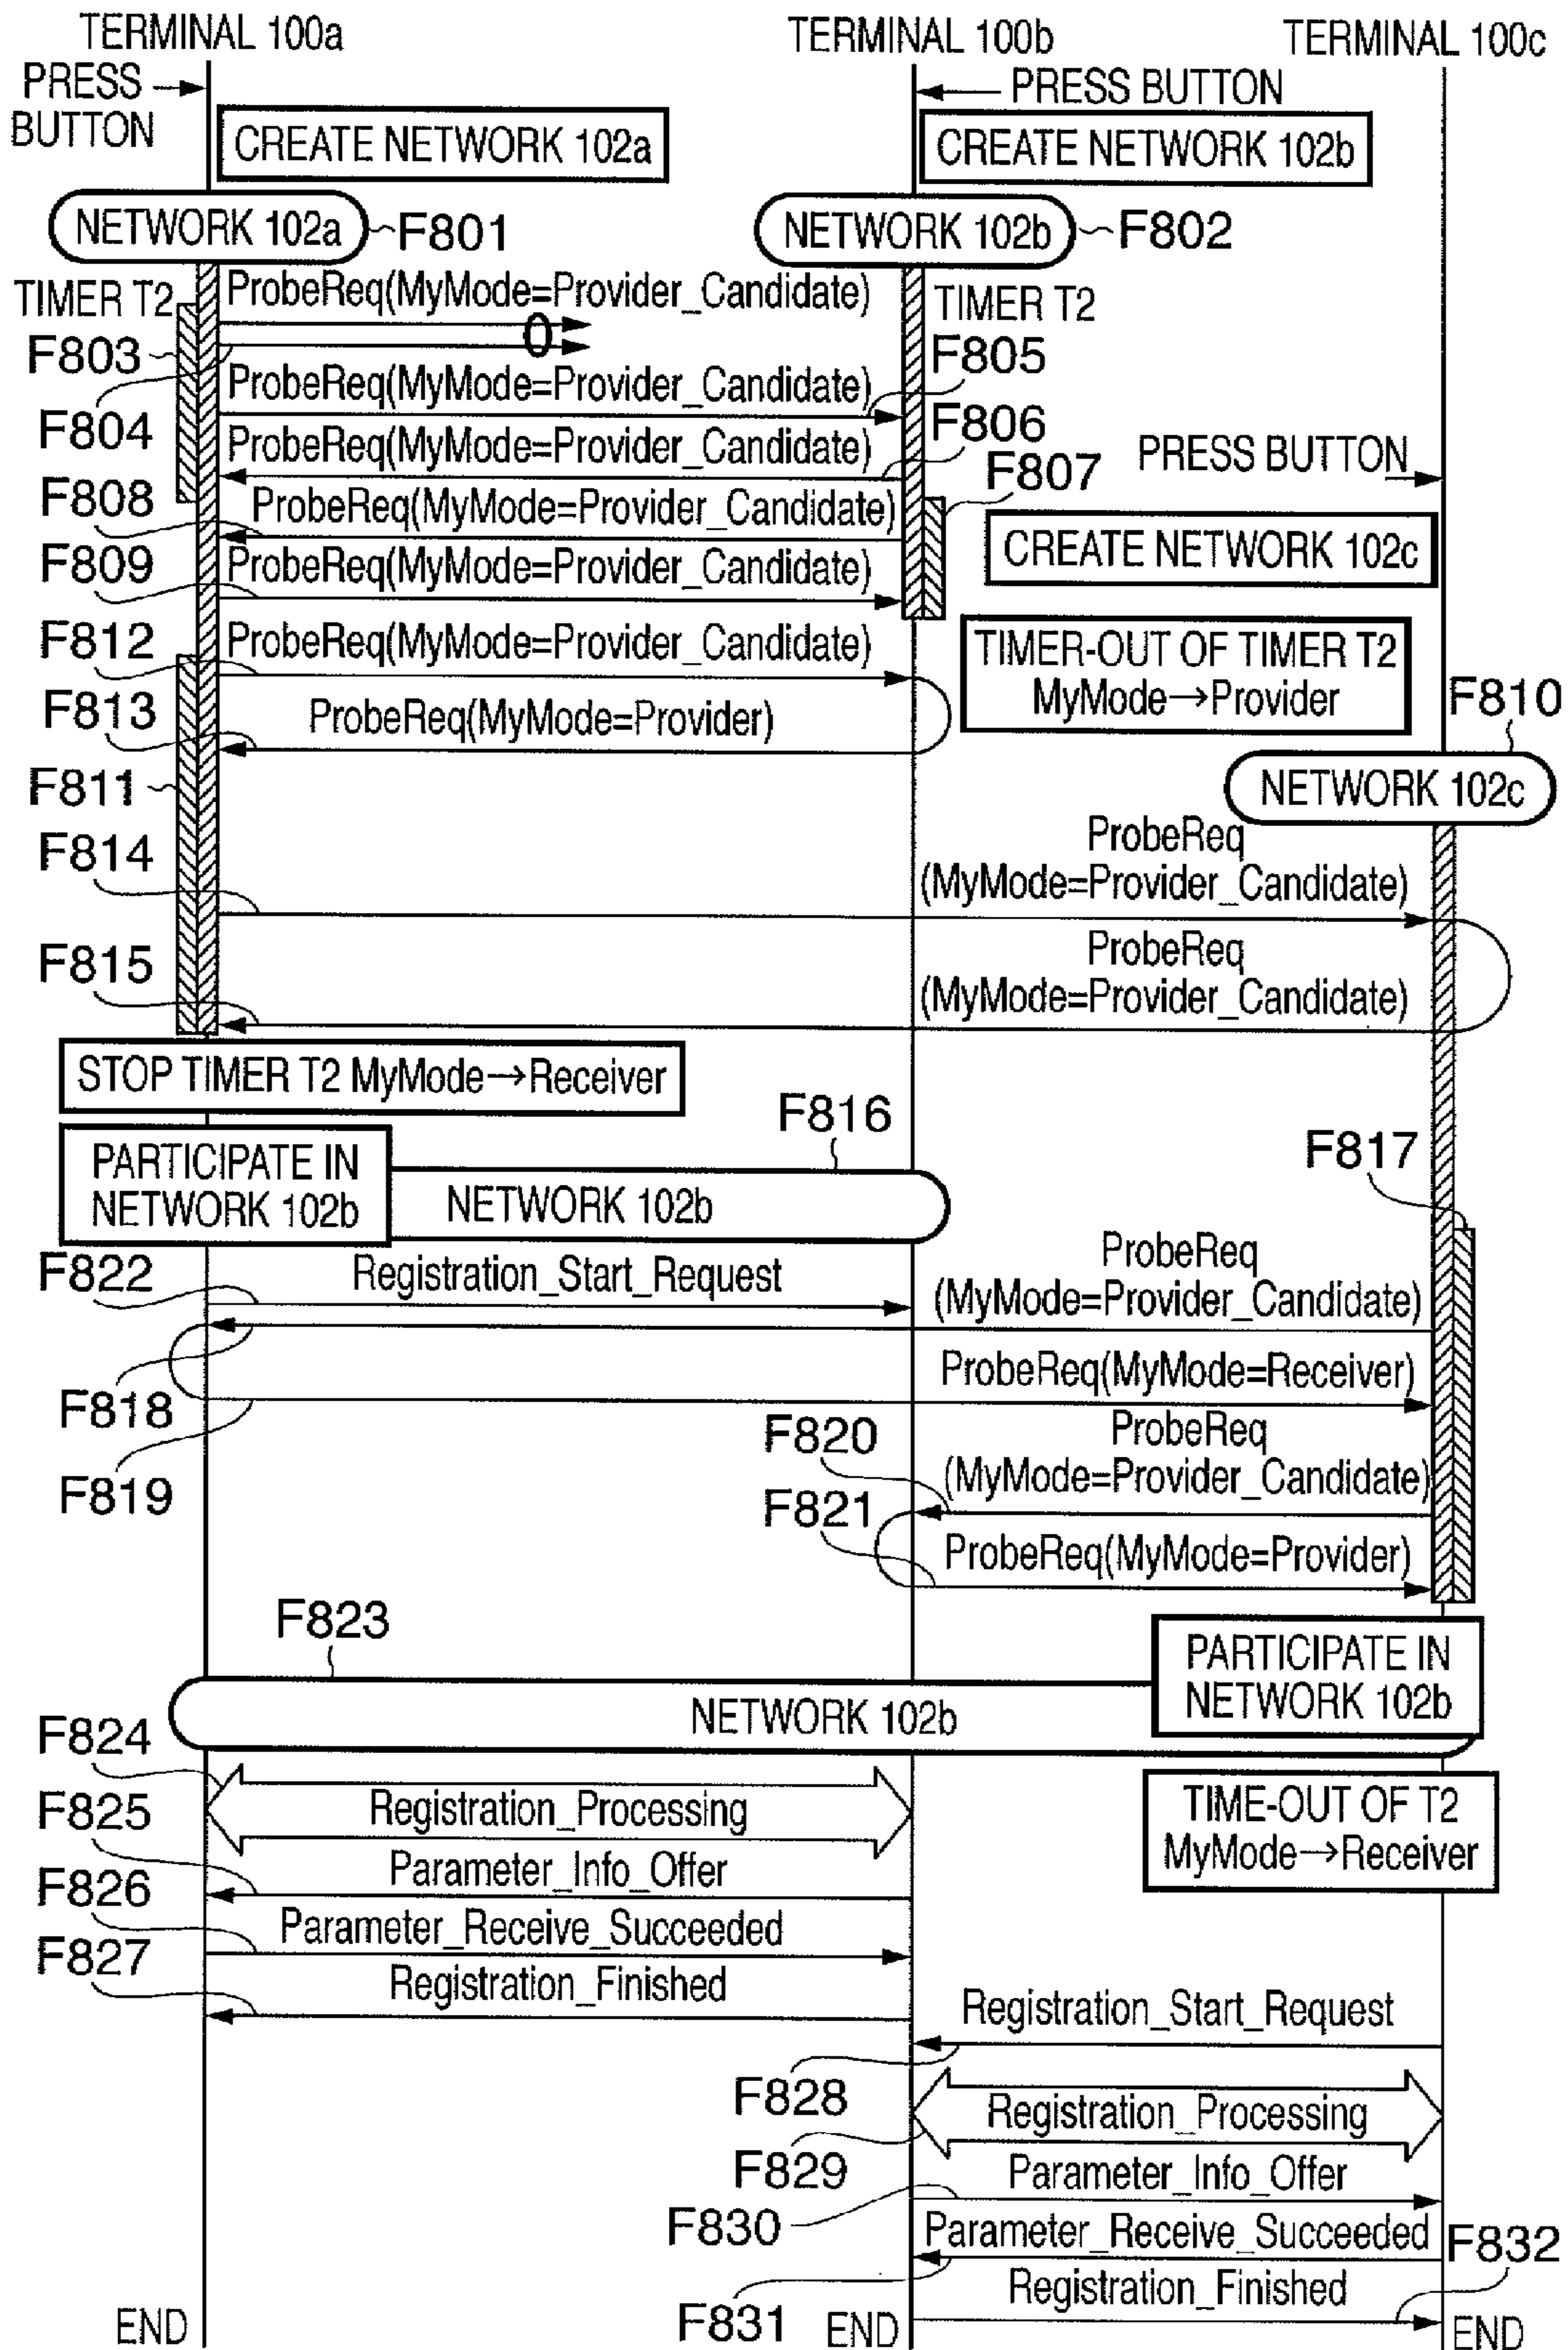 TERMINAL 100a
TERMINAL 100b
TERMINAL 100c
PRESS
BUTTON
PRESS BUTTON
CREATE NETWORK 102a
CREATE NETWORK 102b
NETWORK 102a
F801
NETWORK 102b
F802
TIMER T2
ProbeReq(MyMode=Provider_Candidate)
TIMER T2
F803
F805
ProbeReq(MyMode=Provider_Candidate)
F804
F806
ProbeReq(MyMode=Provider_Candidate)
PRESS BUTTON
F807
F808
ProbeReq(MyMode=Provider_Candidate)
CREATE NETWORK 102c
F809
ProbeReq(MyMode=Provider_Candidate)
F812
ProbeReq(MyMode=Provider_Candidate)
TIMER-OUT OF TIMER T2
MyMode→Provider
F810
F813
ProbeReq(MyMode=Provider)
F811
NETWORK 102c
F814
ProbeReq
(MyMode=Provider_Candidate)
F815
ProbeReq
(MyMode=Provider_Candidate)
STOP TIMER T2 MyMode→Receiver
F816
PARTICIPATE IN
NETWORK 102b
NETWORK 102b
F817
F822
Registration_Start_Request
ProbeReq
(MyMode=Provider_Candidate)
F818
ProbeReq(MyMode=Receiver)
F819
F820
ProbeReq
(MyMode=Provider_Candidate)
F821
ProbeReq(MyMode=Provider)
F823
PARTICIPATE IN
NETWORK 102b
NETWORK 102b
F824
Registration_Processing
TIME-OUT OF T2
MyMode→Receiver
F825
Parameter_Info_Offer
F826
Parameter_Receive_Succeeded
F827
Registration_Finished
Registration_Start_Request
F828
Registration_Processing
F829
Parameter_Info_Offer
F830
Parameter_Receive_Succeeded
F832
Registration_Finished
F831
END
END
END